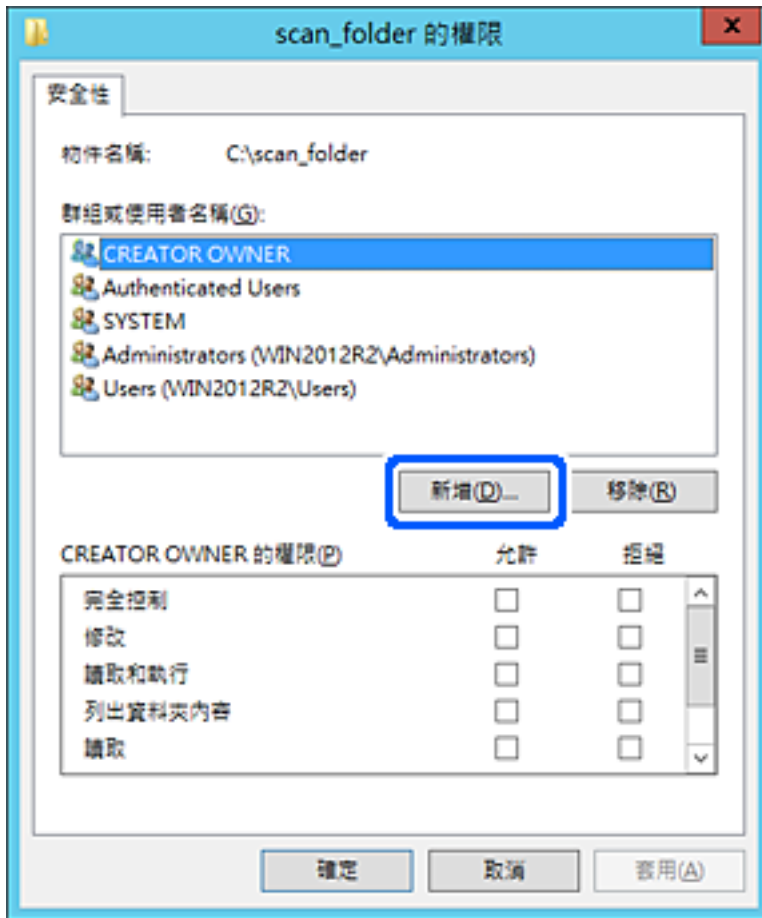 scan_folder 的權限
x
安全性
物件名稱: C:\scan_folder
群組或使用者名稱(G):
CREATOR OWNER
Authenticated Users
SYSTEM
Administrators (WIN2012R2\Administrators)
Users (WIN2012R2\Users)
新增(D)... 移除(R)
CREATOR OWNER 的權限(P) 允許 拒絕
完全控制
修改
讀取和執行
列出資料夾內容
讀取
確定 取消 套用(A)